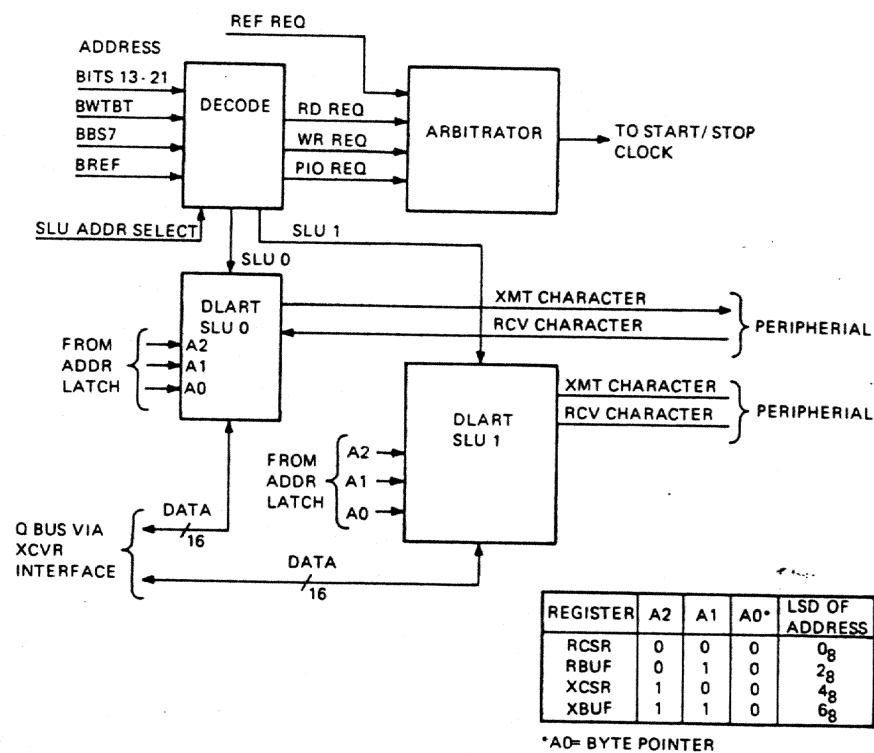 REF REQ
ADDRESS
BITS 13-21
BWTBT
BBS7
BREF
SLU ADDR SELECT
DECODE
RD REQ
WR REQ
PIO REQ
ARBITRATOR
TO START/STOP
CLOCK
SLU 0
SLU 1
DLART
SLU 0
FROM
ADDR
LATCH
A2
A1
A0
XMT CHARACTER
RCV CHARACTER
PERIPHERIAL
DLART
SLU 1
FROM
ADDR
LATCH
A2
A1
A0
XMT CHARACTER
RCV CHARACTER
PERIPHERIAL
Q BUS VIA
XCVR
INTERFACE
DATA
16
DATA
16
REGISTER A2 A1 A0* LSD OF ADDRESS
RCSR 0 0 0 0₈
RBUF 0 1 0 2₈
XCSR 1 0 0 4₈
XBUF 1 1 0 6₈
*A0= BYTE POINTER